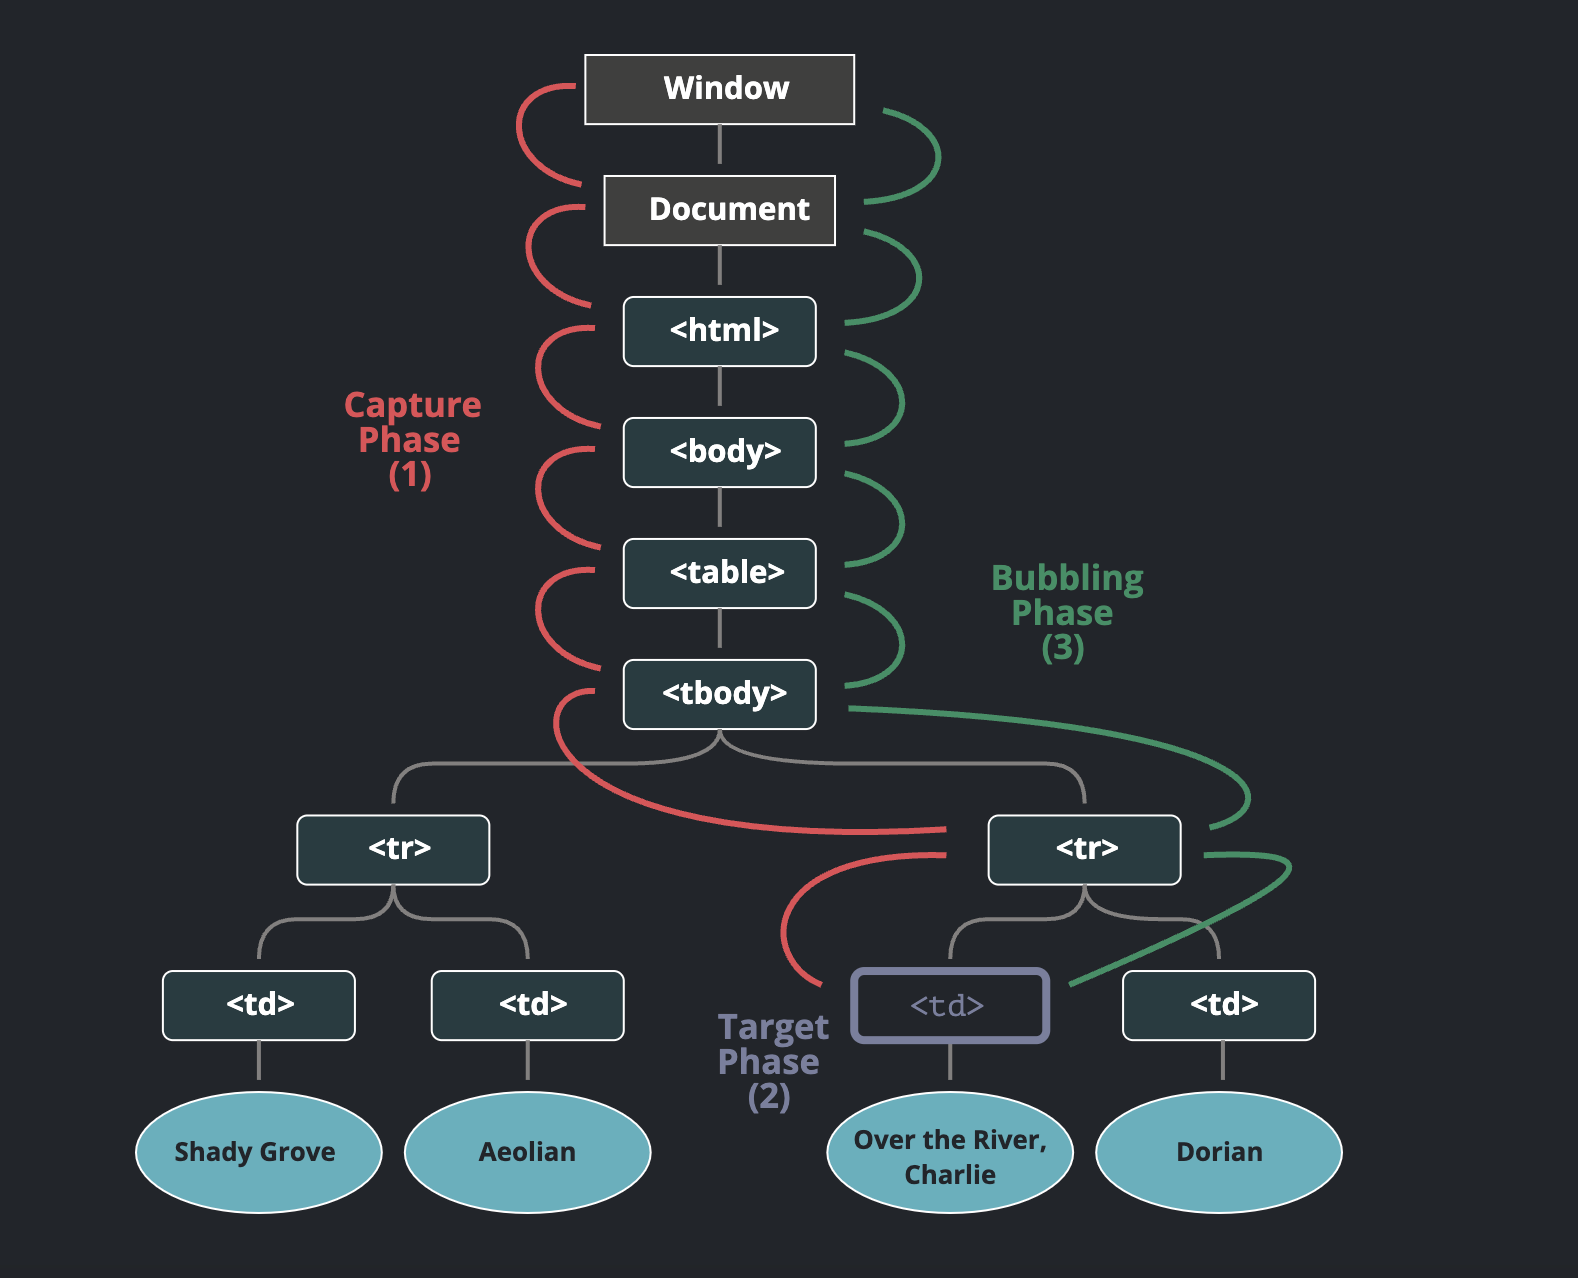 Window
Document
<html>
Capture
Phase
(1)
<body>
<table>
Bubbling
Phase
(3)
<tbody>
<tr>
<tr>
<td>
<td>
<td>
<td>
Target
Phase
(2)
Shady Grove
Aeolian
Over the River,
Charlie
Dorian